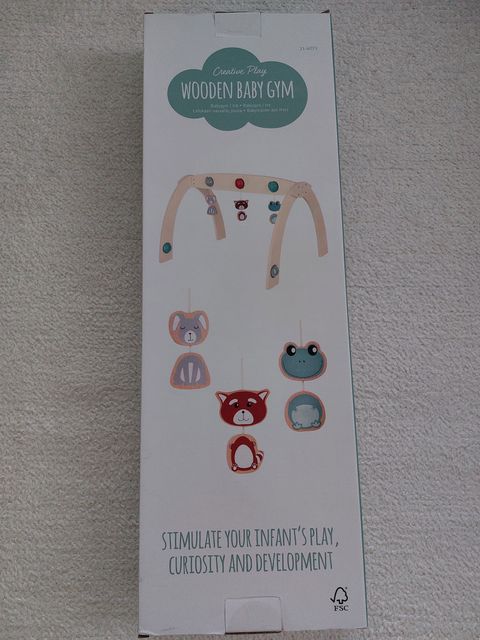 Creative Play
WOODEN BABY GYM
STIMULATE YOUR INFANT'S PLAY,
CURIOSITY AND DEVELOPMENT
FSC